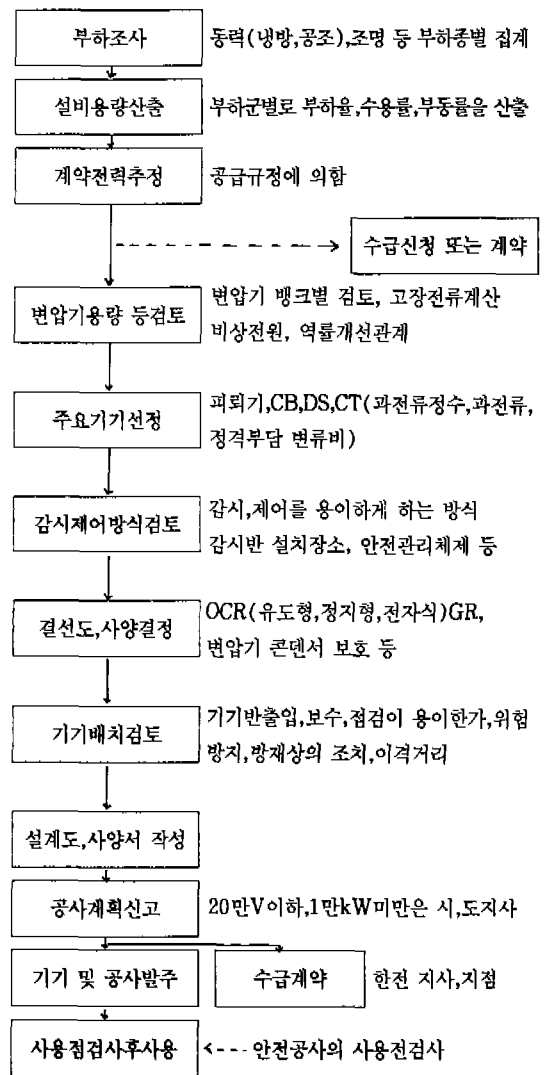 부하조사
동력(냉방,공조),조명 등 부하종별 집계
설비용량산출
부하군별로 부하율,수용률,부동률을 산출
계약전력추정
공급규정에 의함
수급신청 또는 계약
변압기용량 등검토
변압기 뱅크별 검토, 고장전류계산
비상전원, 역률개선관계
주요기기선정
피뢰기,CB,DS,CT(과전류정수,과전류,
정격부담 변류비)
감시제어방식검토
감시,제어를 용이하게 하는 방식
감시반 설치장소, 안전관리체제 등
결선도,사양결정
OCR(유도형,정지형,전자식)GR,
변압기 콘덴서 보호 등
기기배치검토
기기반출입,보수,점검이 용이한가,위험
방지,방재상의 조치,이격거리
설계도,사양서 작성
공사계획신고
20만V이하,1만kW미만은 시,도지사
기기 및 공사발주
수급계약
한전 지사,지점
사용점검사후사용
안전공사의 사용전검사